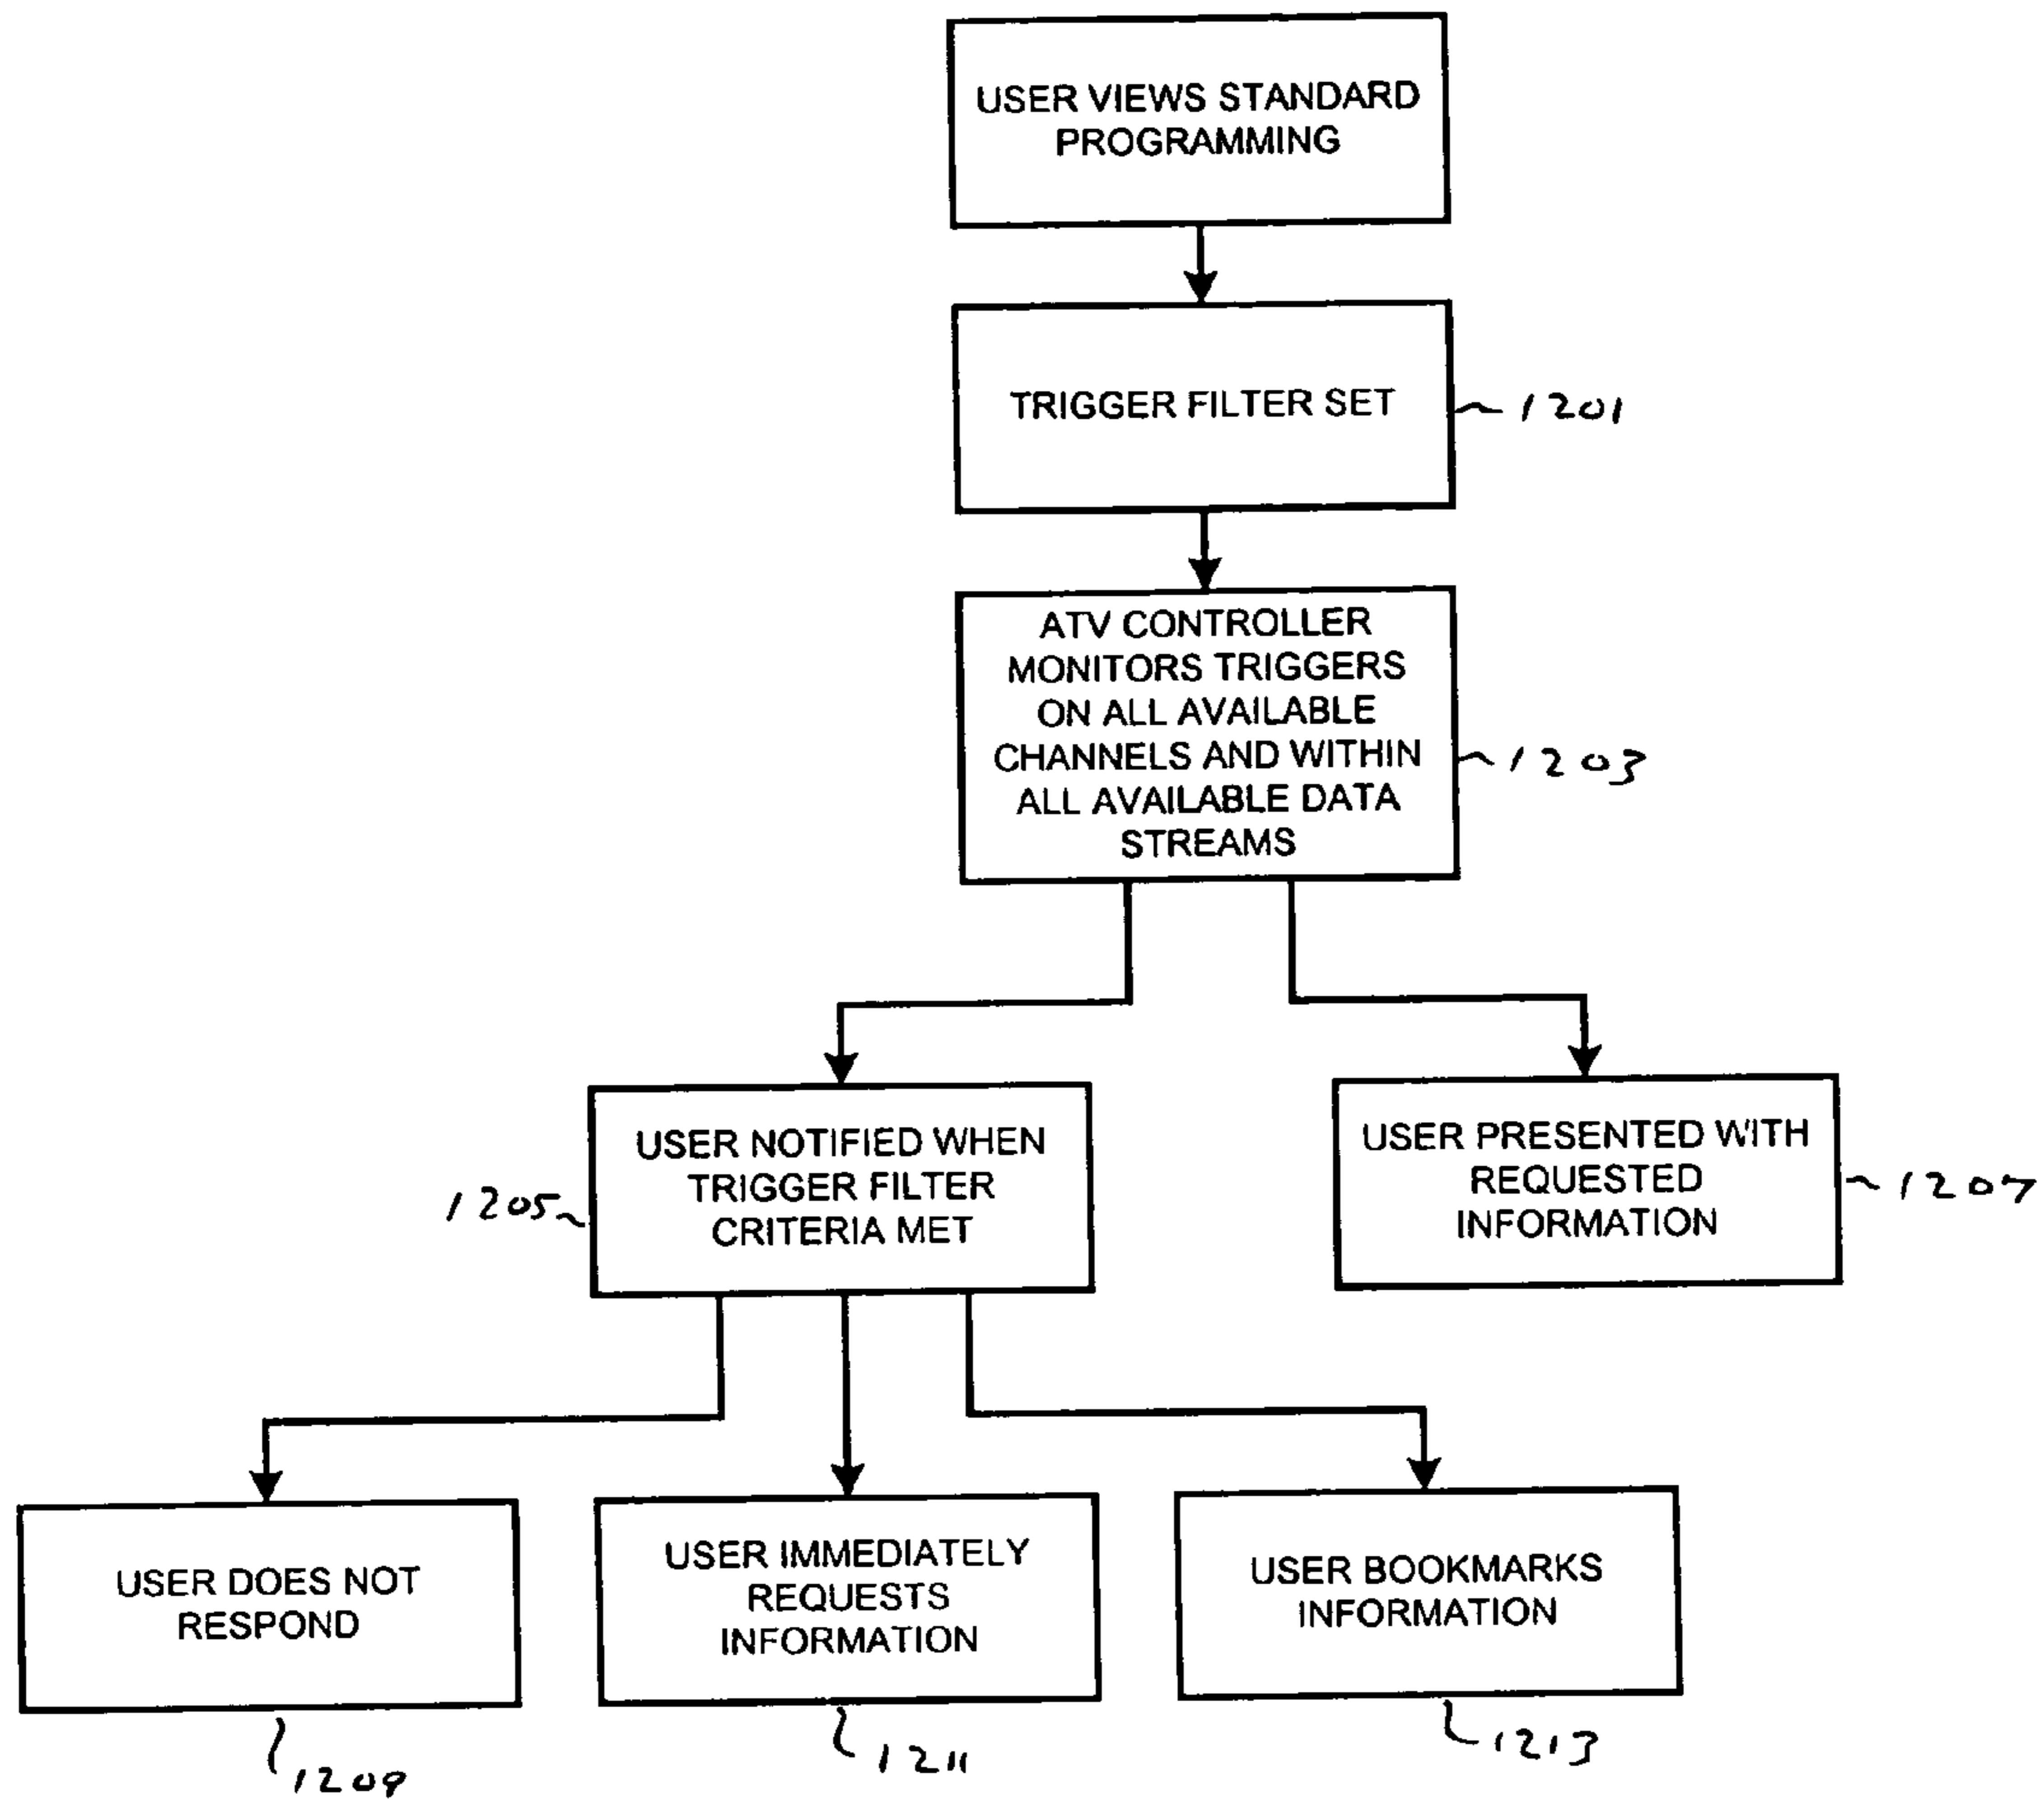 USER VIEWS STANDARD
PROGRAMMING
TRIGGER FILTER SET
1201
ATV CONTROLLER
MONITORS TRIGGERS
ON ALL AVAILABLE
CHANNELS AND WITHIN
ALL AVAILABLE DATA
STREAMS
1203
USER NOTIFIED WHEN
TRIGGER FILTER
CRITERIA MET
1205
USER PRESENTED WITH
REQUESTED
INFORMATION
1207
USER DOES NOT
RESPOND
1209
USER IMMEDIATELY
REQUESTS
INFORMATION
1211
USER BOOKMARKS
INFORMATION
1213